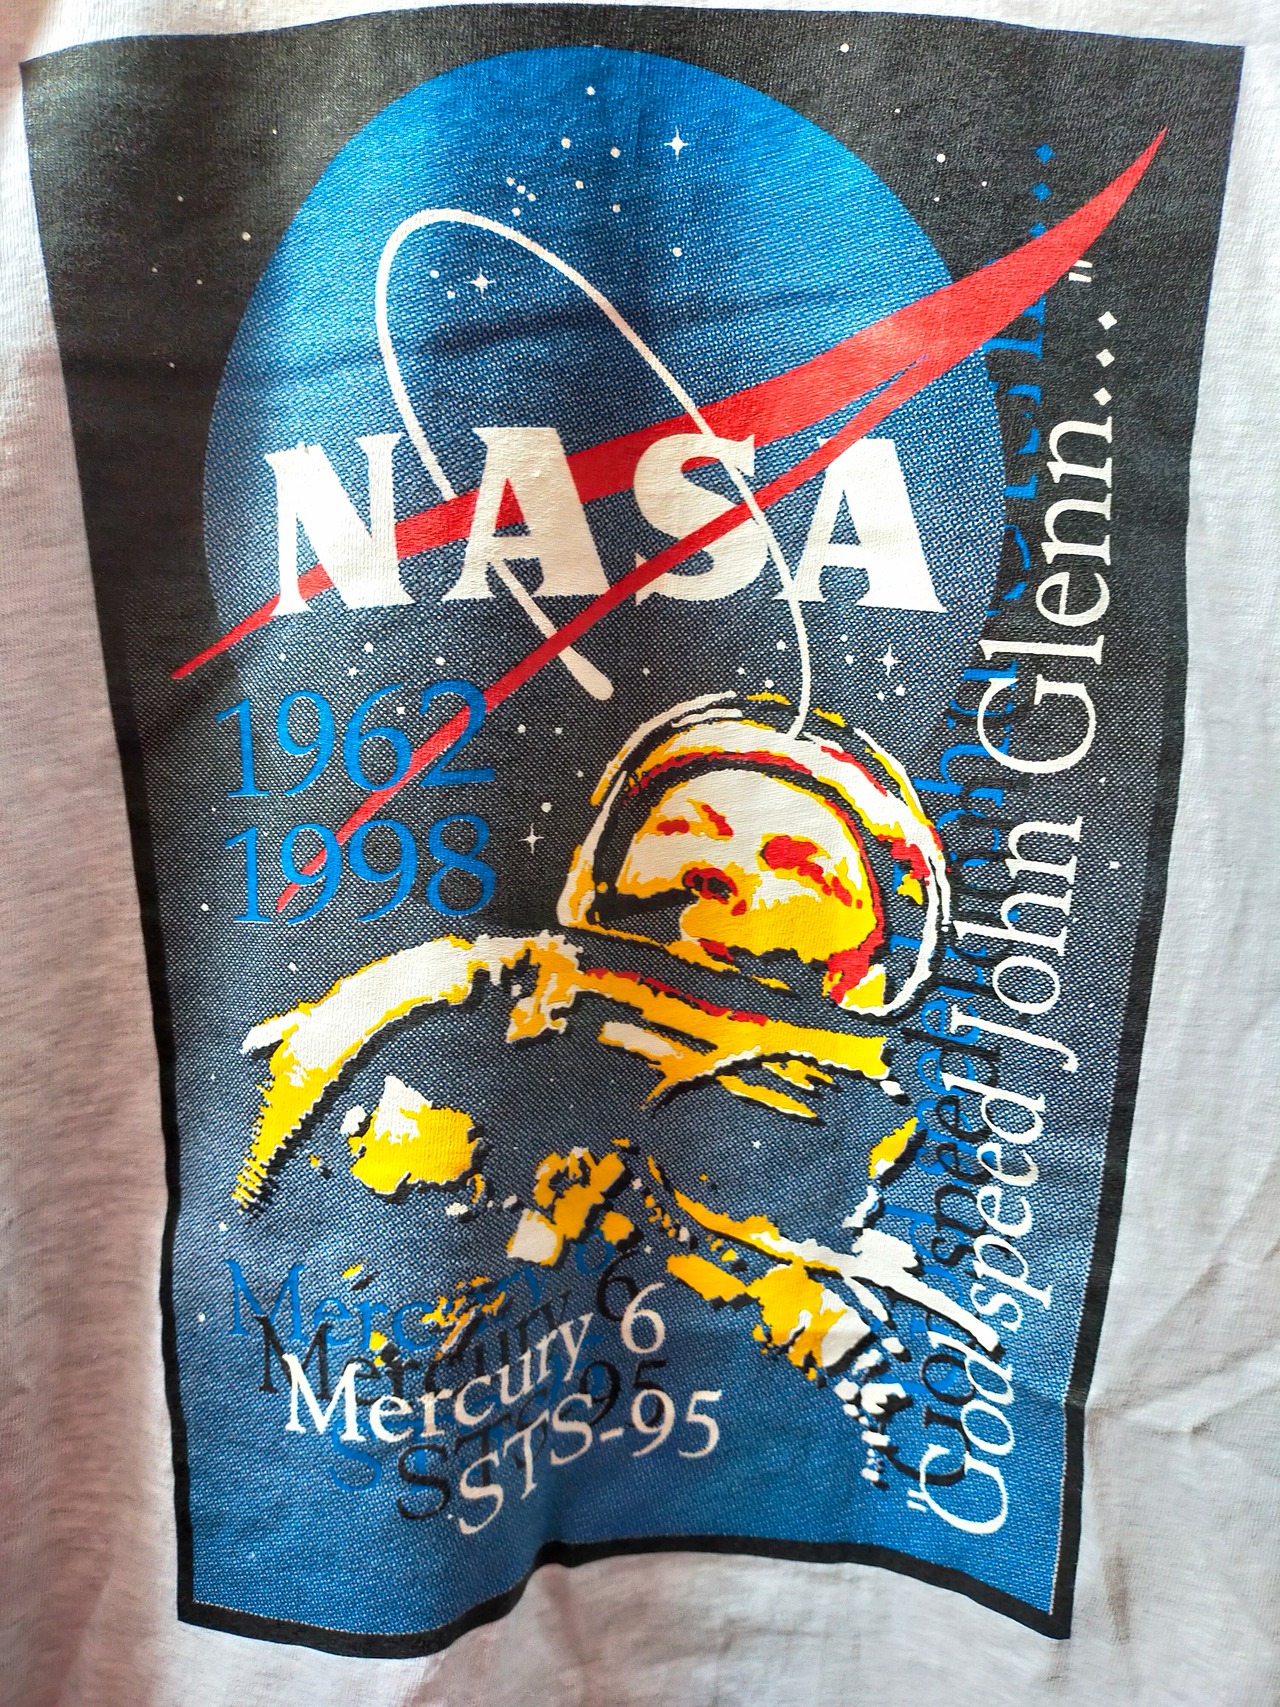 NASA
1962
1998
Mercury 6
STS-95
"Godspeed John Glenn..."